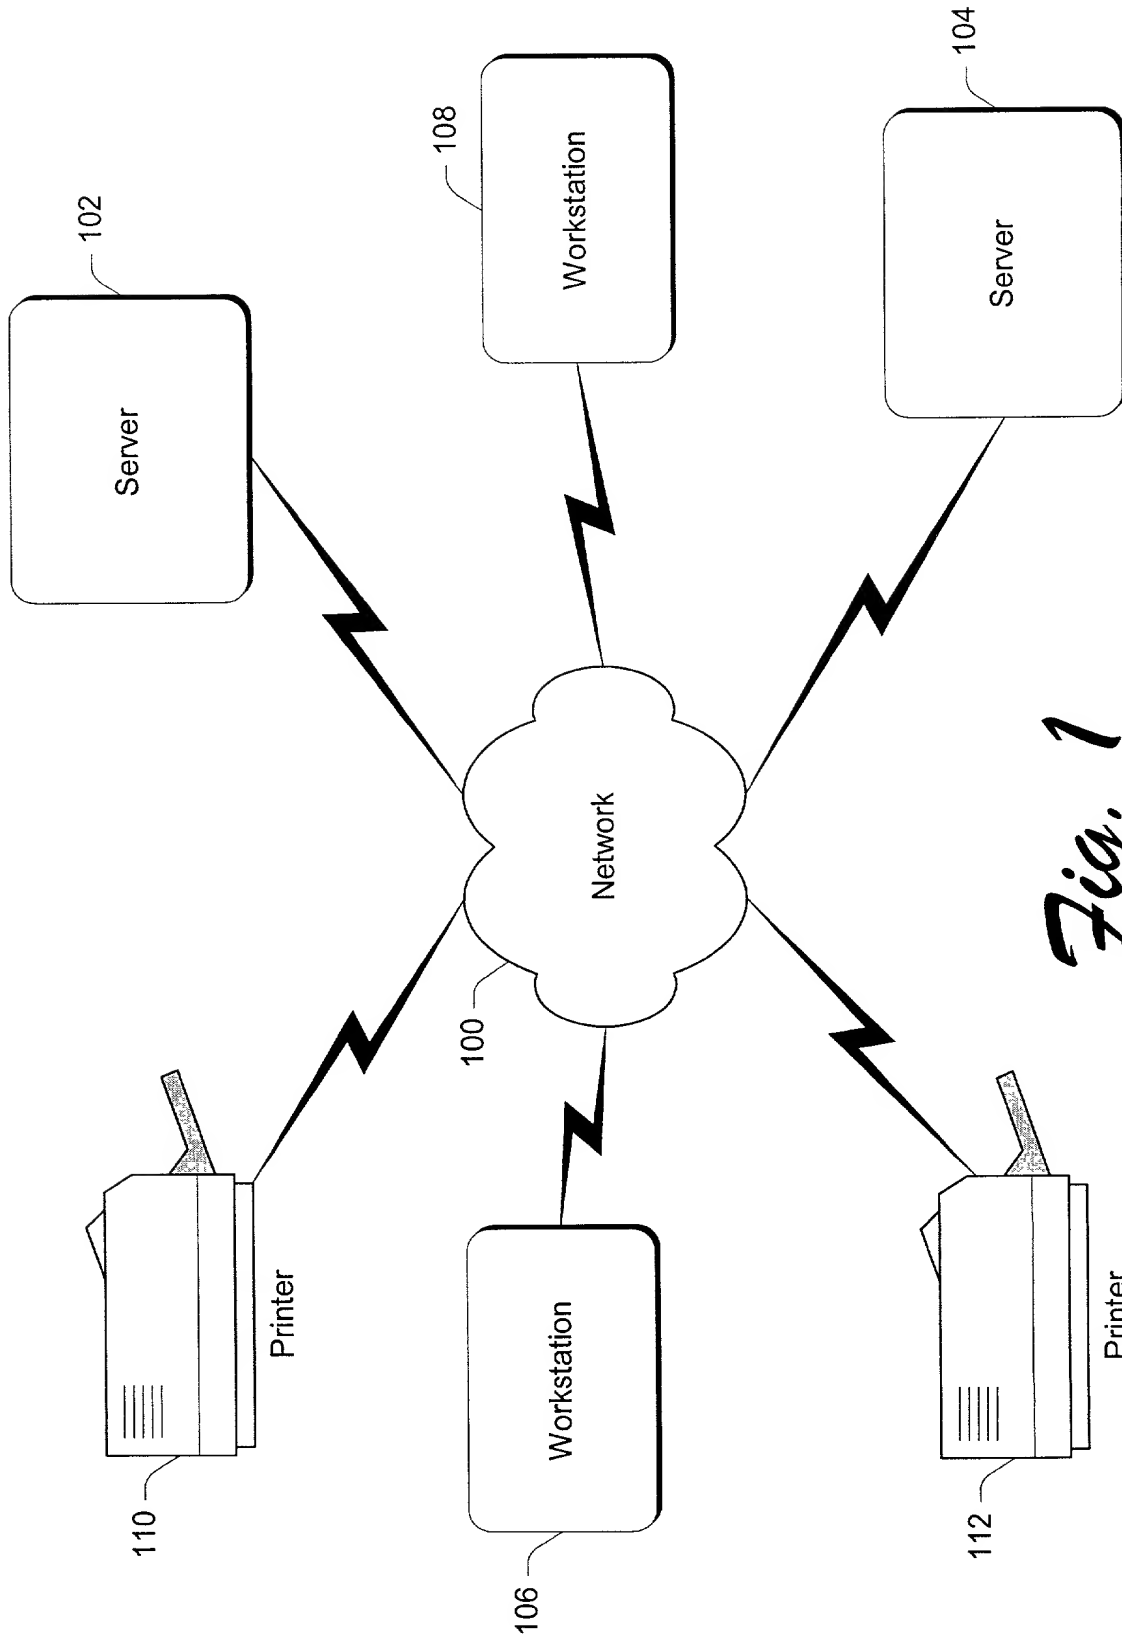 110
Printer
Server
102
106
Workstation
100
Network
Workstation
108
112
Printer
Server
104
Fig. 1